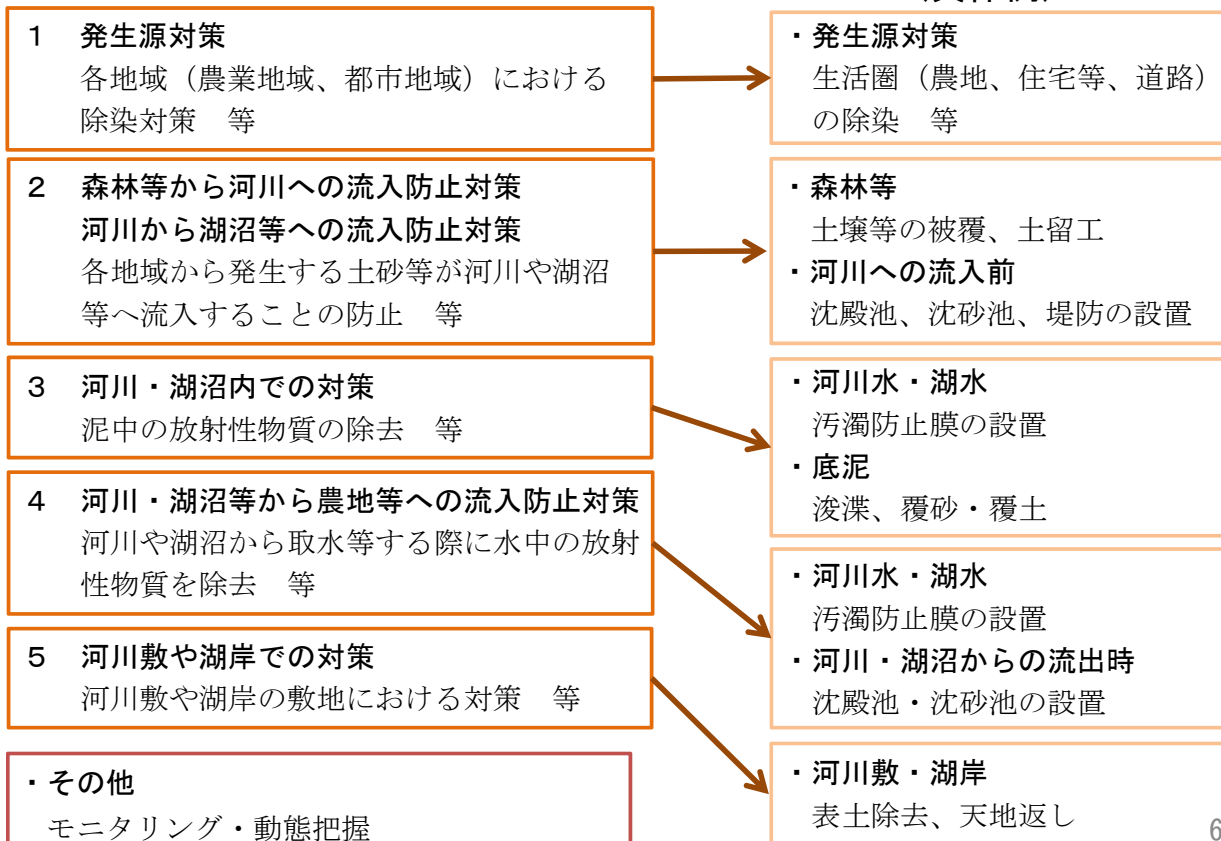 1 発生源対策
各地域（農業地域、都市地域）における
除染対策 等
2 森林等から河川への流入防止対策
河川から湖沼等への流入防止対策
各地域から発生する土砂等が河川や湖沼
等へ流入することの防止 等
3 河川・湖沼内での対策
泥中の放射性物質の除去 等
4 河川・湖沼等から農地等への流入防止対策
河川や湖沼から取水等する際に水中の放射
性物質を除去 等
5 河川敷や湖岸での対策
河川敷や湖岸の敷地における対策 等
・その他
モニタリング・動態把握
・発生源対策
生活圏（農地、住宅等、道路）
の除染 等
・森林等
土壌等の被覆、土留工
・河川への流入前
沈殿池、沈砂池、堤防の設置
・河川水・湖水
汚濁防止膜の設置
・底泥
浚渫、覆砂・覆土
・河川水・湖水
汚濁防止膜の設置
・河川・湖沼からの流出時
沈殿池・沈砂池の設置
・河川敷・湖岸
表土除去、天地返し
6